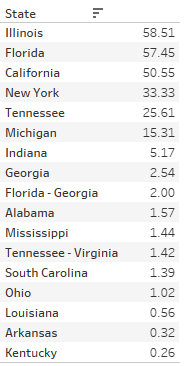 State
Illinois 58.51
Florida 57.45
California 50.55
New York 33.33
Tennessee 25.61
Michigan 15.31
Indiana 5.17
Georgia 2.54
Florida - Georgia 2.00
Alabama 1.57
Mississippi 1.44
Tennessee - Virginia 1.42
South Carolina 1.39
Ohio 1.02
Louisiana 0.56
Arkansas 0.32
Kentucky 0.26